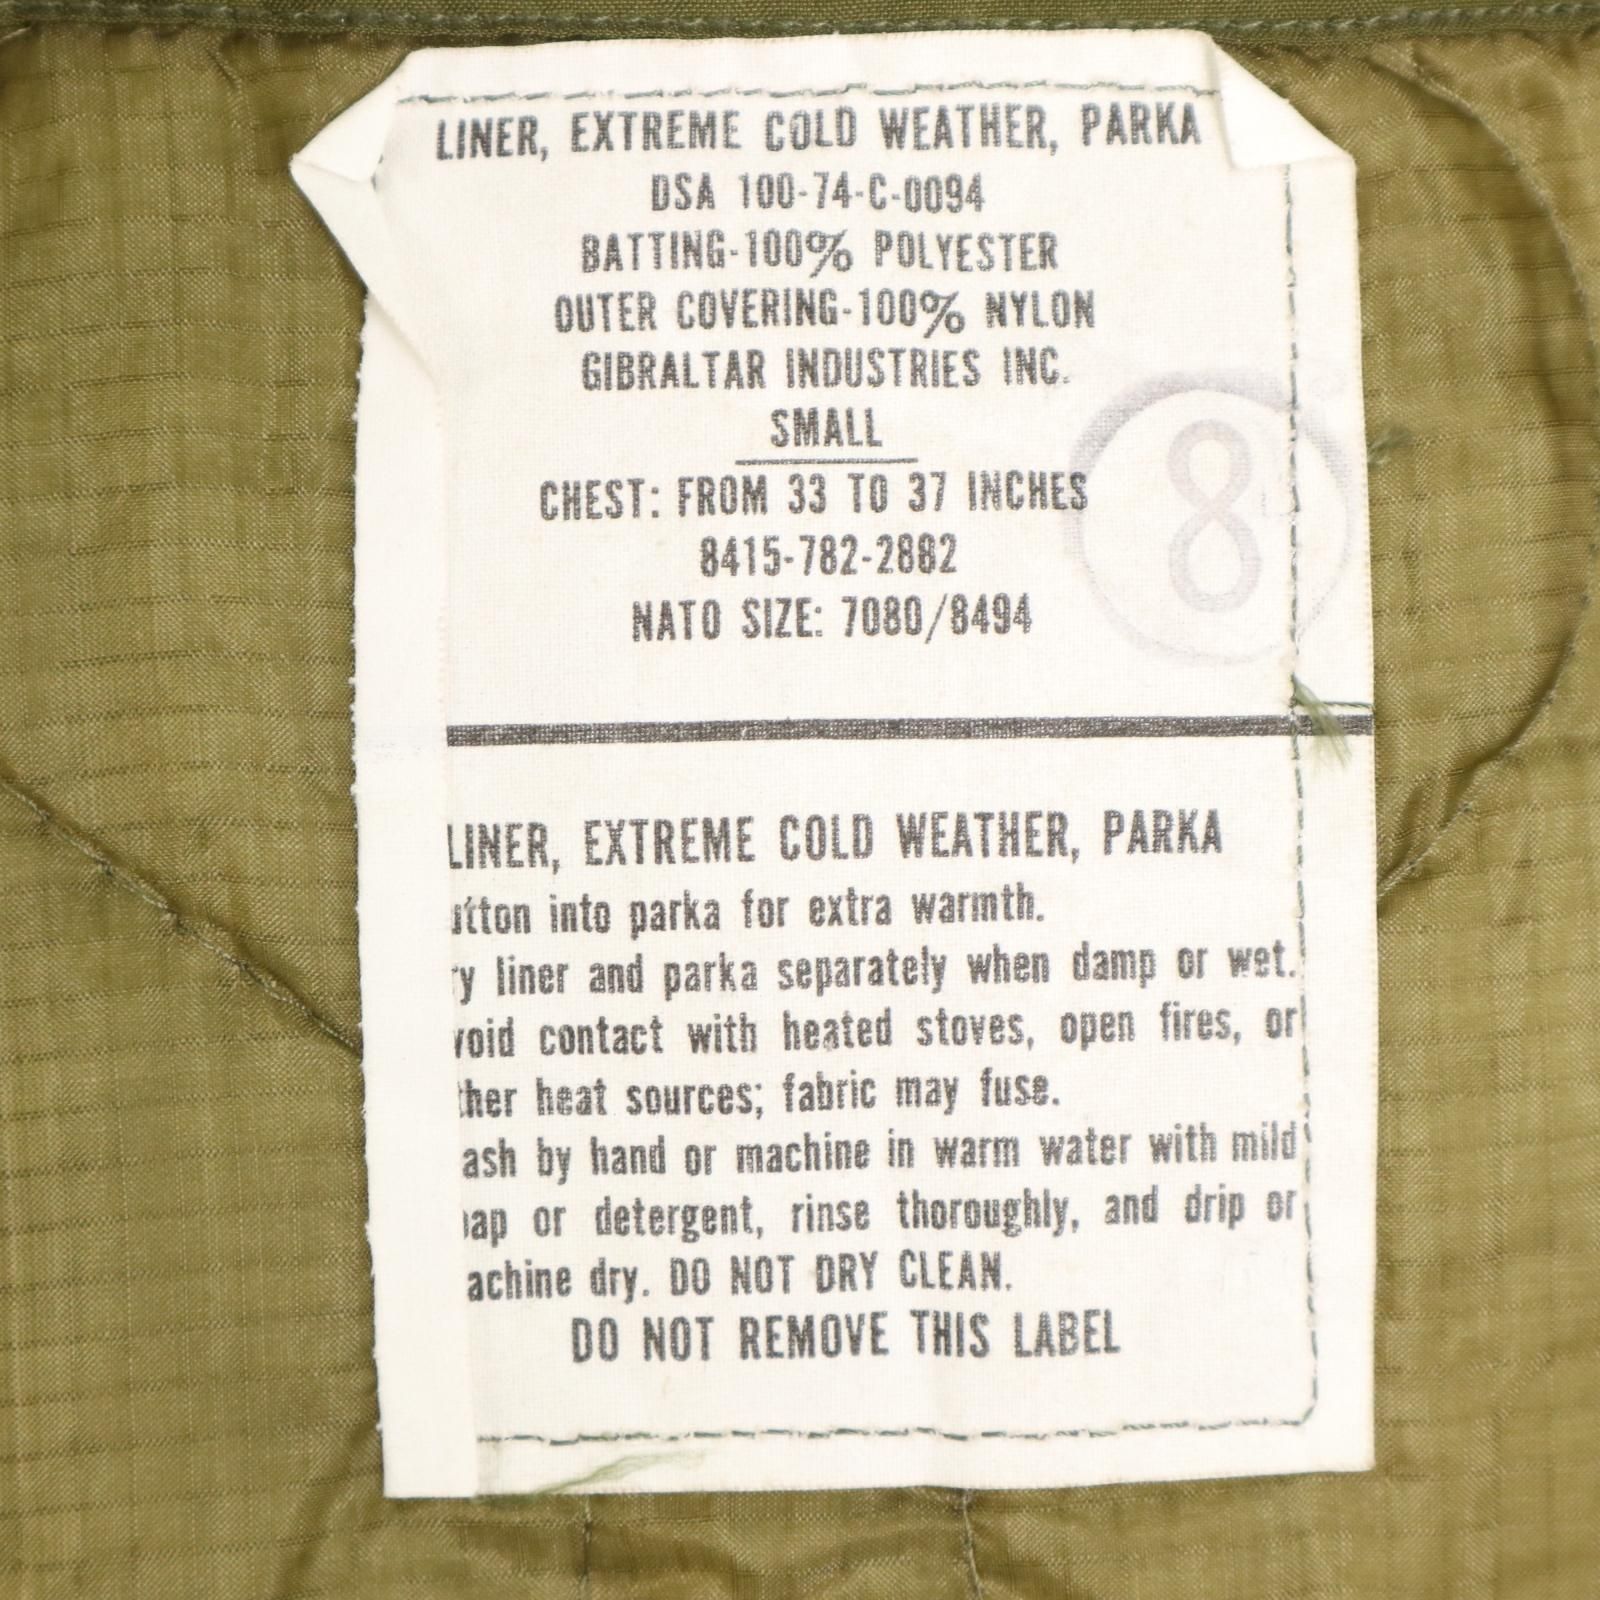 LINER, EXTREME COLD WEATHER, PARKA
DSA 100-74-C-0094
BATTING-100% POLYESTER
OUTER COVERING-100% NYLON
GIBRALTAR INDUSTRIES INC.
SMALL
CHEST: FROM 33 TO 37 INCHES
8415-782-2882
NATO SIZE: 7080/8494
8
LINER, EXTREME COLD WEATHER, PARKA
utton into parka for extra warmth.
ry liner and parka separately when damp or wet.
void contact with heated stoves, open fires, or
ther heat sources; fabric may fuse.
ash by hand or machine in warm water with mild
oap or detergent, rinse thoroughly, and drip or
achine dry. DO NOT DRY CLEAN.
DO NOT REMOVE THIS LABEL